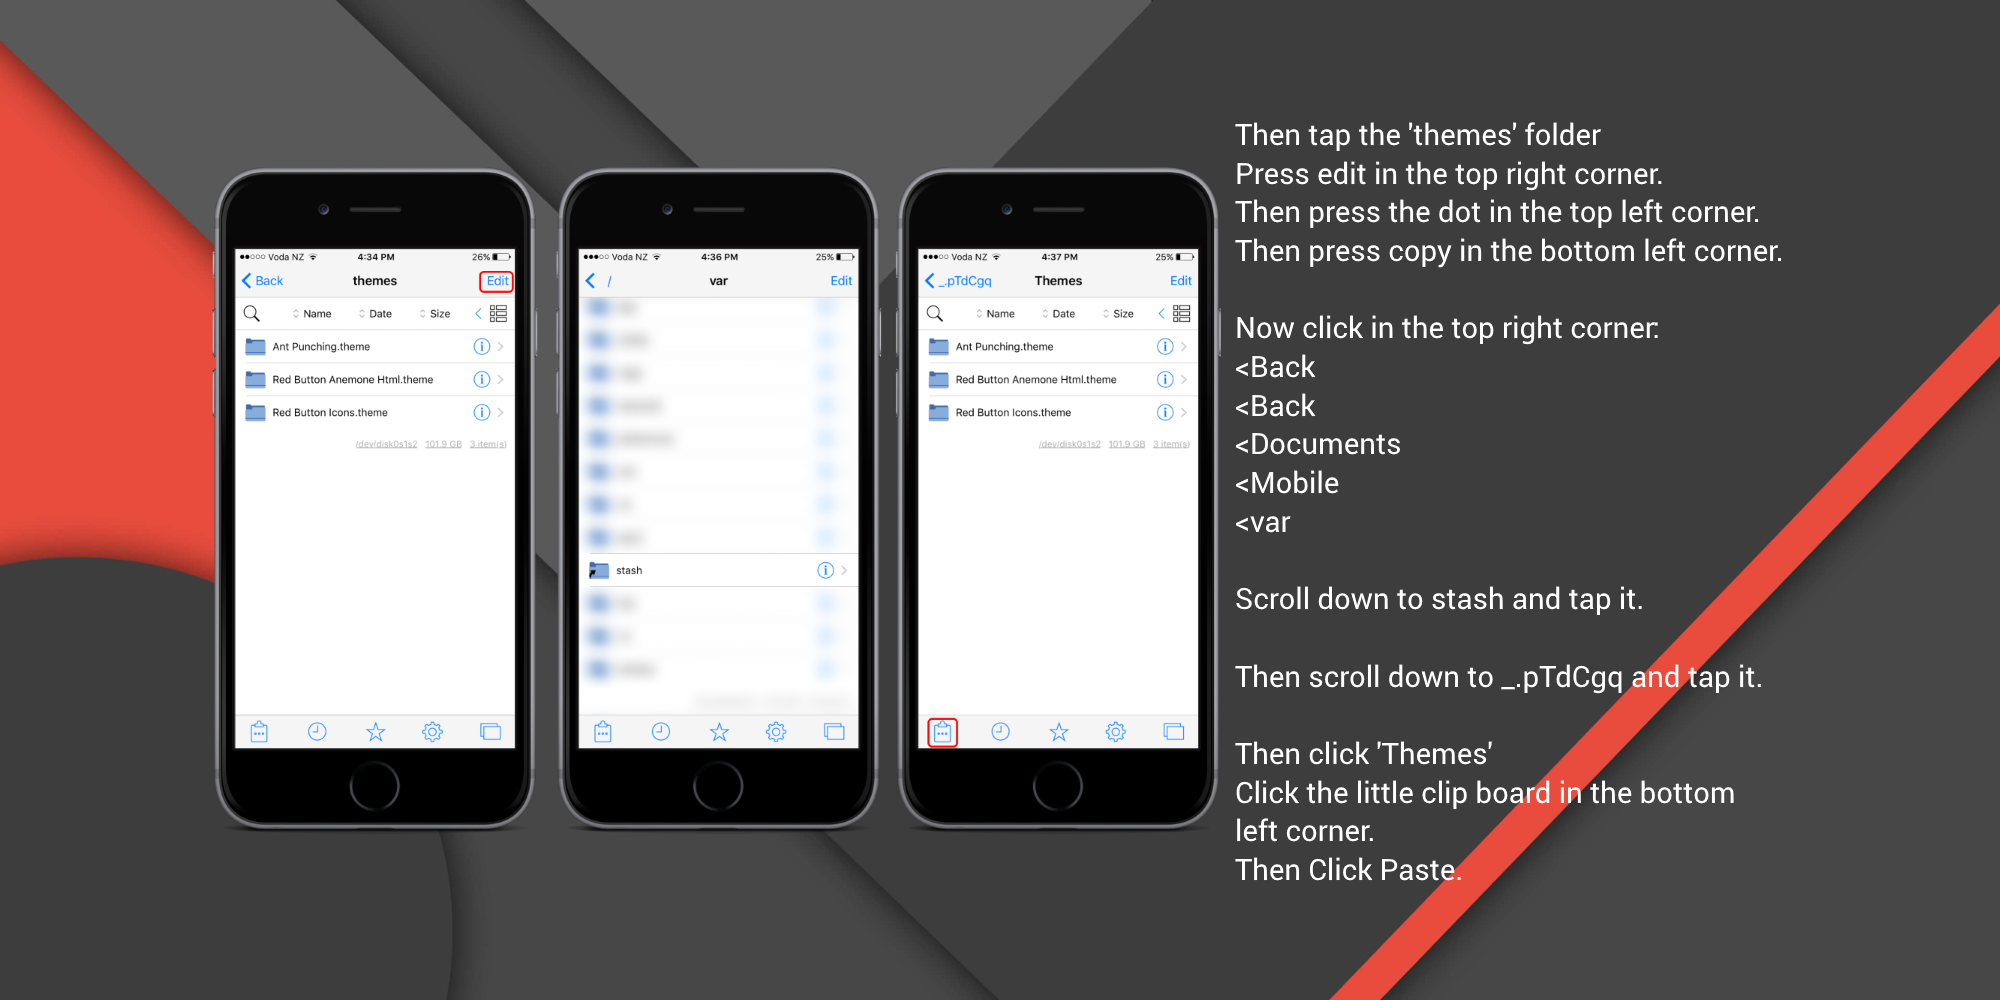 Voda NZ 4:34 PM 26%
Back themes Edit
Name Date Size
Ant Punching.theme
Red Button Anemone Html.theme
Red Button Icons.theme
/dev/disk0s1s2 101.9 GB 3 item(s)
Voda NZ 4:36 PM 25%
/ var Edit
stash
Voda NZ 4:37 PM 25%
_.pTdCgq Themes Edit
Name Date Size
Ant Punching.theme
Red Button Anemone Html.theme
Red Button Icons.theme
/dev/disk0s1s2 101.9 GB 3 item(s)
Then tap the 'themes' folder
Press edit in the top right corner.
Then press the dot in the top left corner.
Then press copy in the bottom left corner.
Now click in the top right corner:
<Back
<Back
<Documents
<Mobile
<var
Scroll down to stash and tap it.
Then scroll down to _.pTdCgq and tap it.
Then click 'Themes'
Click the little clip board in the bottom
left corner.
Then Click Paste.